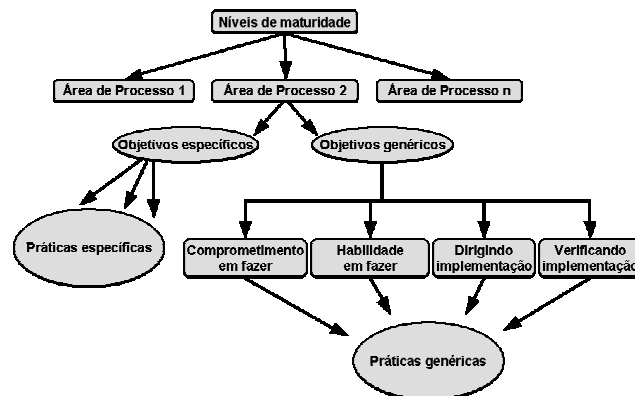 Níveis de maturidade
Área de Processo 1
Área de Processo 2
Área de Processo n
Objetivos específicos
Objetivos genéricos
Práticas específicas
Comprometimento
em fazer
Habilidade
em fazer
Dirigindo
implementação
Verificando
implementação
Práticas genéricas